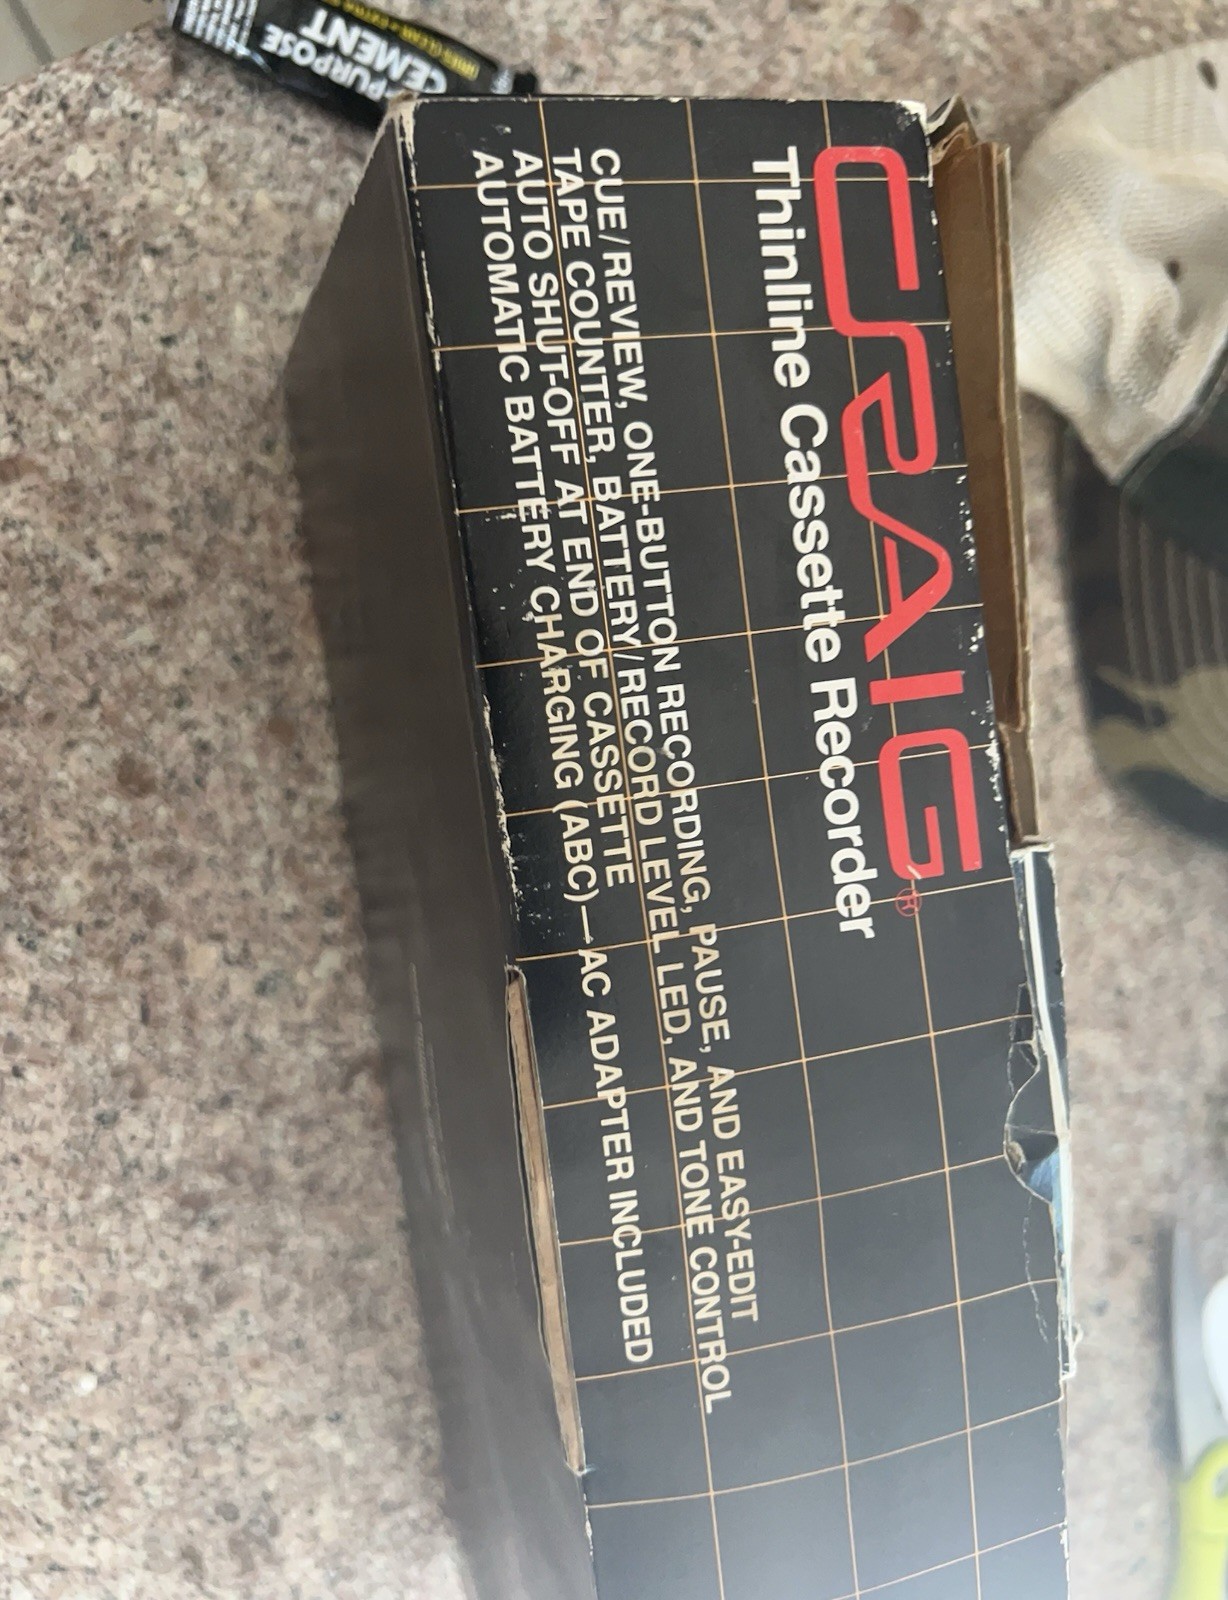 CRAIG®
Thinline Cassette Recorder
CUE/REVIEW, ONE-BUTTON RECORDING, PAUSE, AND EASY-EDIT
TAPE COUNTER, BATTERY/RECORD LEVEL LED, AND TONE CONTROL
AUTO SHUT-OFF AT END OF CASSETTE
AUTOMATIC BATTERY CHARGING (ABC)—AC ADAPTER INCLUDED
PURPOSE
CEMENT
DRIES CLEAR